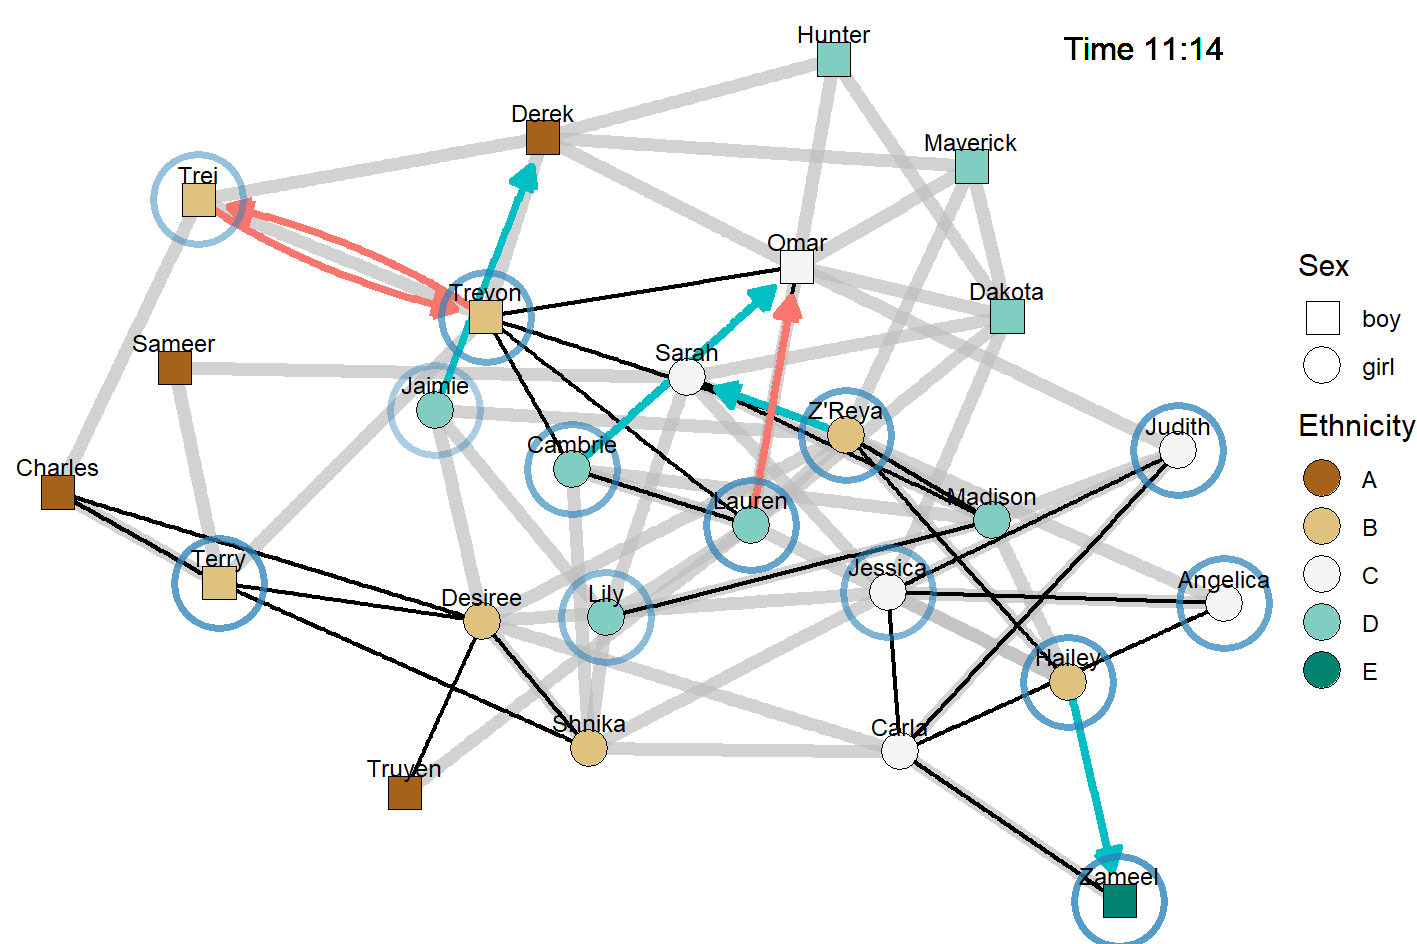 Hunter
Time 11:14
Derek
Maverick
Trei
Omar
Trevon
Dakota
Sameer
Sarah
Jaimie
Z'Reya
Cambrie
Judith
Charles
Lauren
Madison
Terry
Jessica
Angelica
Desiree
Lily
Hailey
Shnika
Carla
Truyen
Zameel
Sex
boy
girl
Ethnicity
A
B
C
D
E